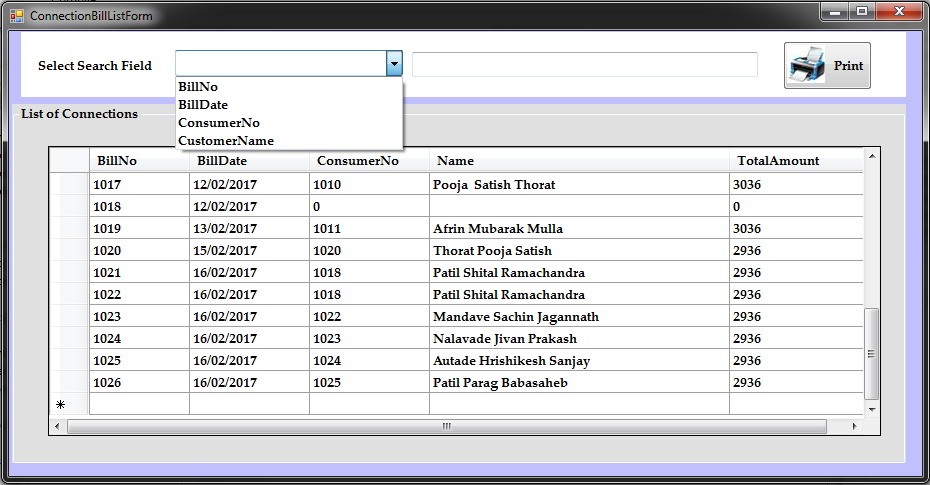 ConnectionBillListForm
Select Search Field
Print
BillNo
BillDate
ConsumerNo
CustomerName
List of Connections
BillNo BillDate ConsumerNo Name TotalAmount
1017 12/02/2017 1010 Pooja  Satish Thorat 3036
1018 12/02/2017 0 0
1019 13/02/2017 1011 Afrin Mubarak Mulla 3036
1020 15/02/2017 1020 Thorat Pooja Satish 2936
1021 16/02/2017 1018 Patil Shital Ramachandra 2936
1022 16/02/2017 1018 Patil Shital Ramachandra 2936
1023 16/02/2017 1022 Mandave Sachin Jagannath 2936
1024 16/02/2017 1023 Nalavade Jivan Prakash 2936
1025 16/02/2017 1024 Autade Hrishikesh Sanjay 2936
1026 16/02/2017 1025 Patil Parag Babasaheb 2936